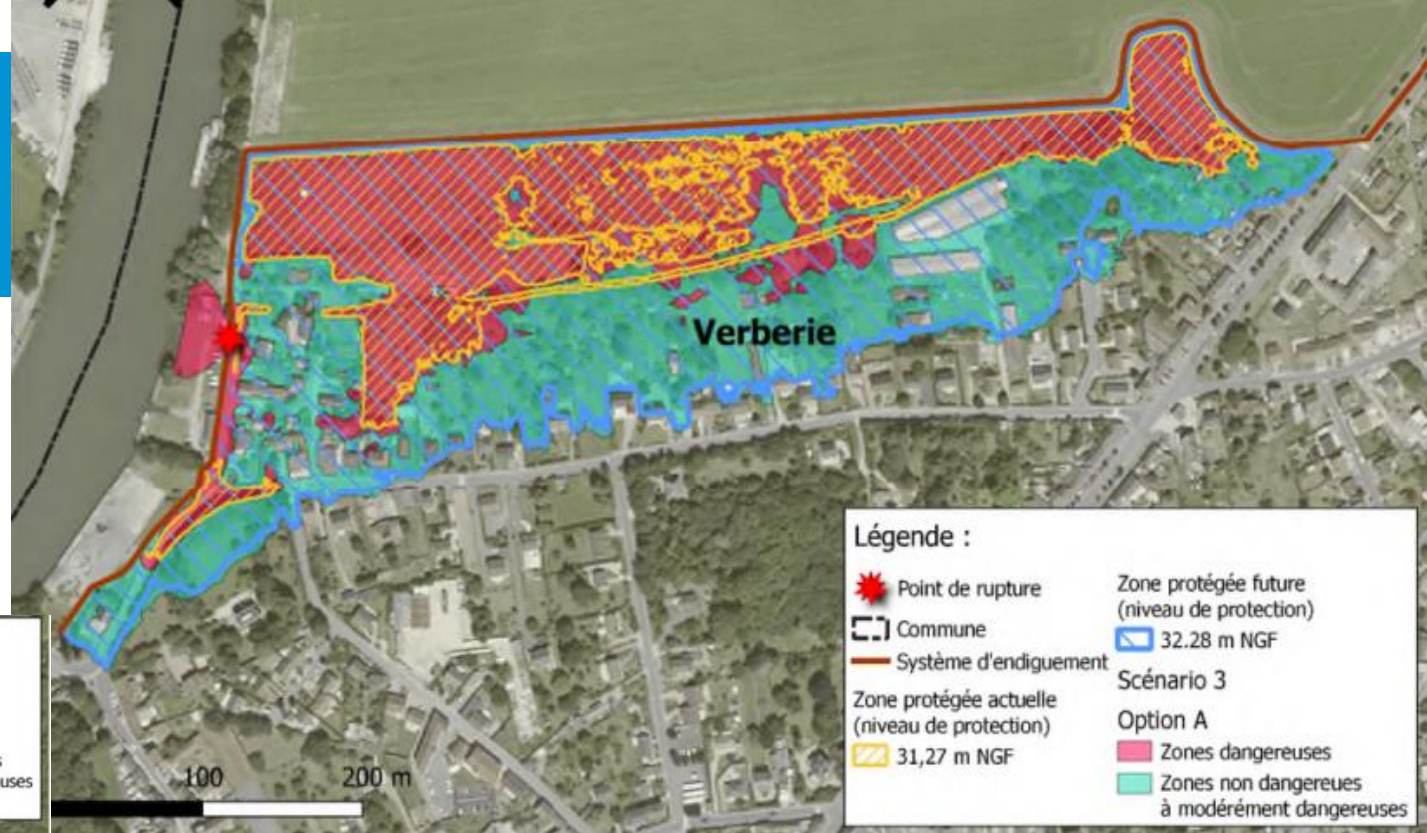 Verberie
Légende :
Point de rupture
Commune
Système d'endiguement
Zone protégée actuelle
(niveau de protection)
31,27 m NGF
Zone protégée future
(niveau de protection)
32.28 m NGF
Scénario 3
Option A
Zones dangereuses
Zones non dangereues
à modérément dangereuses
100
200 m